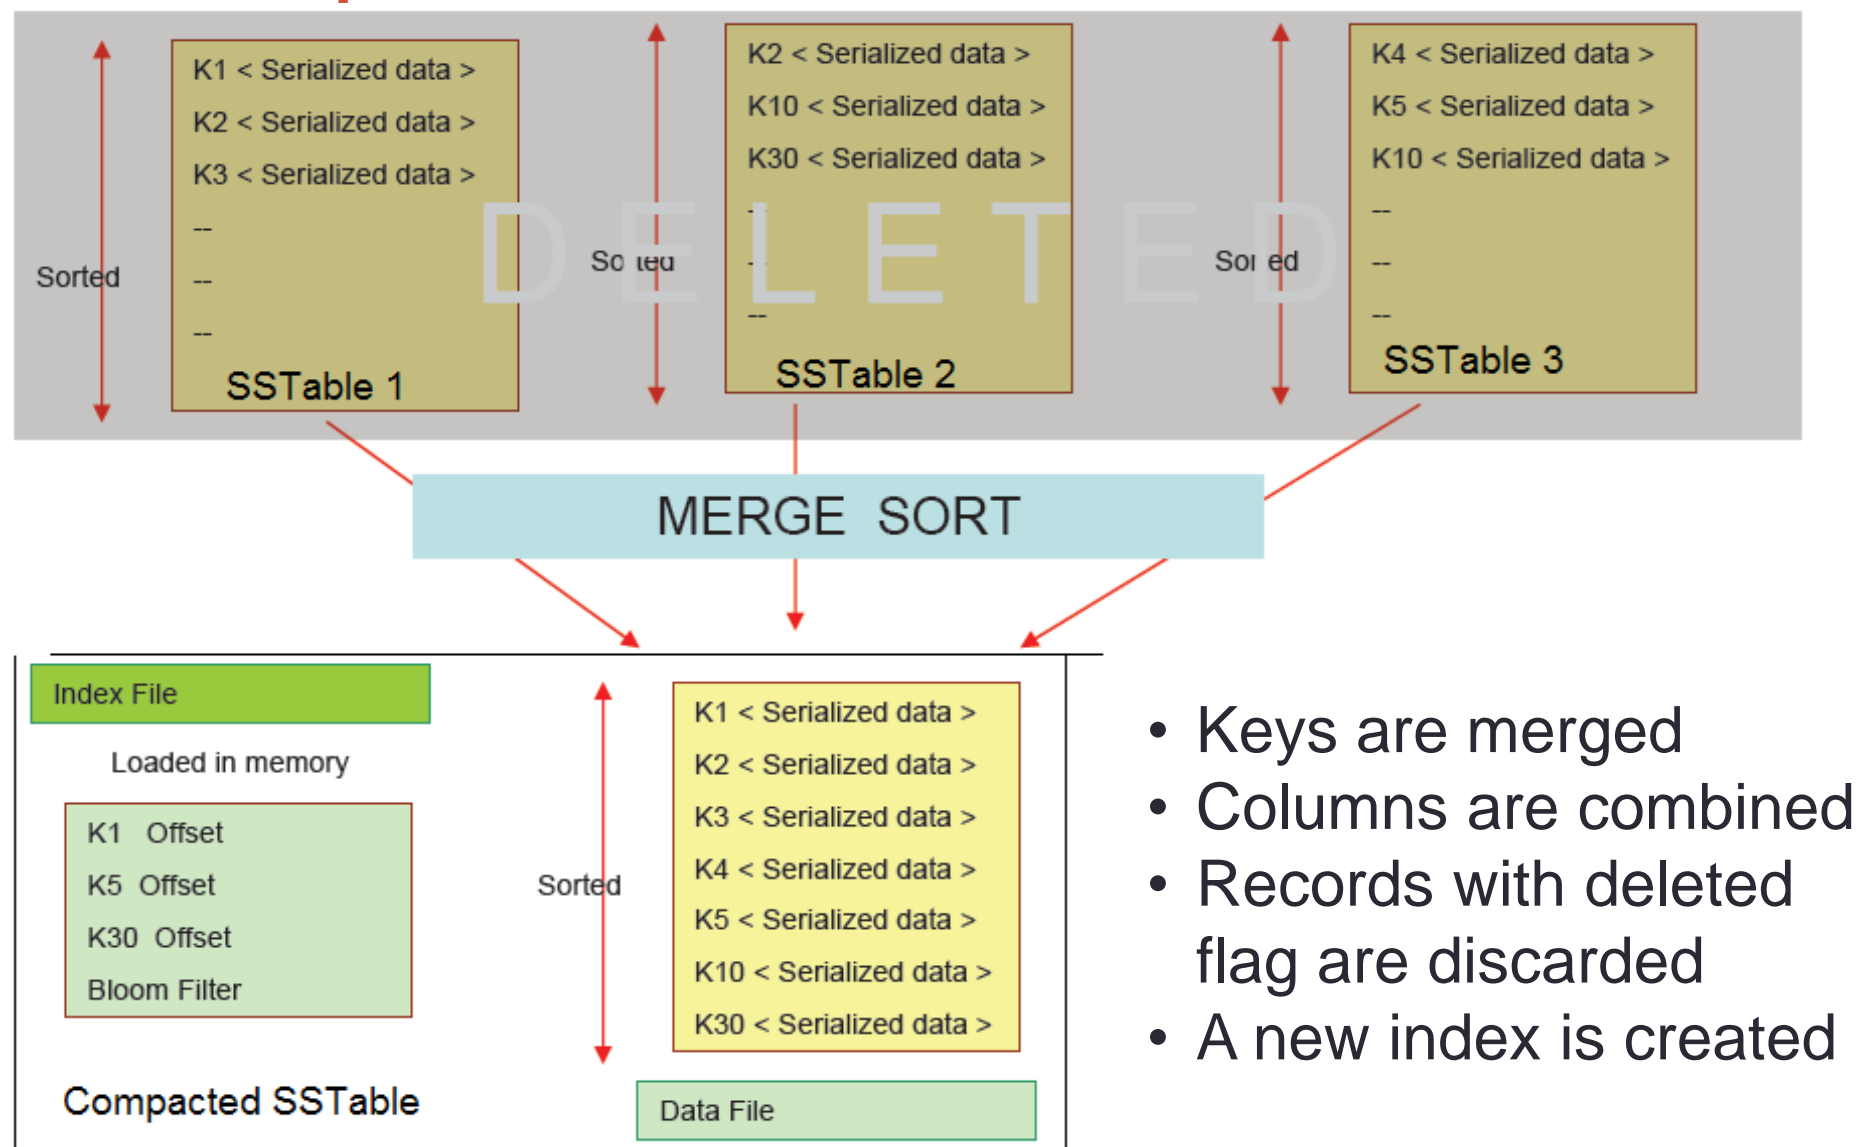 K1 < Serialized data >
K2 < Serialized data >
K3 < Serialized data >
--
--
--
SSTable 1
Sorted
K2 < Serialized data >
K10 < Serialized data >
K30 < Serialized data >
--
--
--
SSTable 2
Sorted
K4 < Serialized data >
K5 < Serialized data >
K10 < Serialized data >
--
--
--
SSTable 3
Sorted
DELETED
MERGE SORT
Index File
Loaded in memory
K1 Offset
K5 Offset
K30 Offset
Bloom Filter
Compacted SSTable
Sorted
K1 < Serialized data >
K2 < Serialized data >
K3 < Serialized data >
K4 < Serialized data >
K5 < Serialized data >
K10 < Serialized data >
K30 < Serialized data >
Data File
• Keys are merged
• Columns are combined
• Records with deleted
flag are discarded
• A new index is created